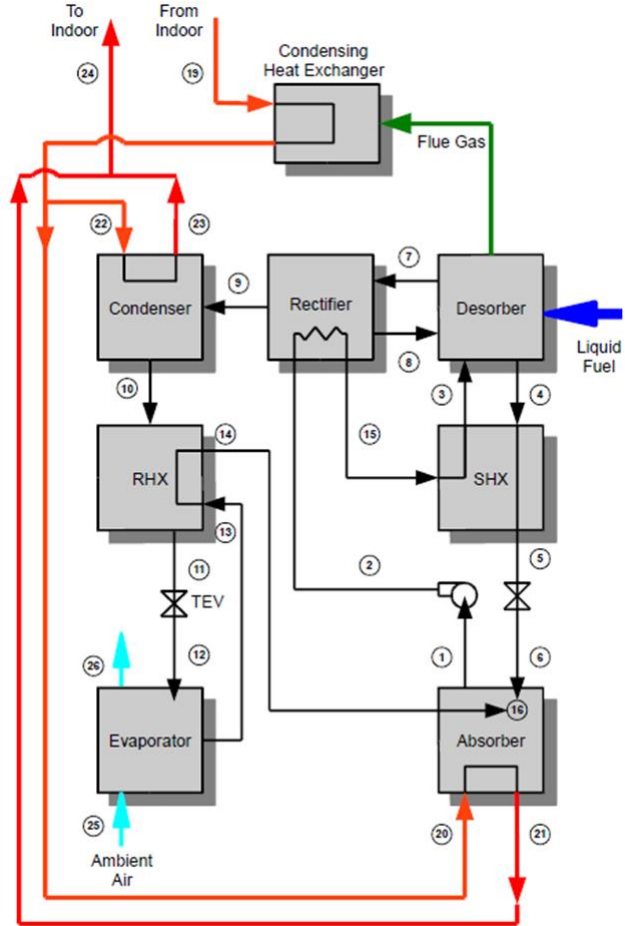 To
Indoor
24
From
Indoor
19
Condensing
Heat Exchanger
Flue Gas
22
23
Condenser
9
Rectifier
7
8
Desorber
Liquid
Fuel
10
3
4
14
15
RHX
SHX
13
11
TEV
2
5
12
1
6
26
16
Evaporator
Absorber
25
20
21
Ambient
Air